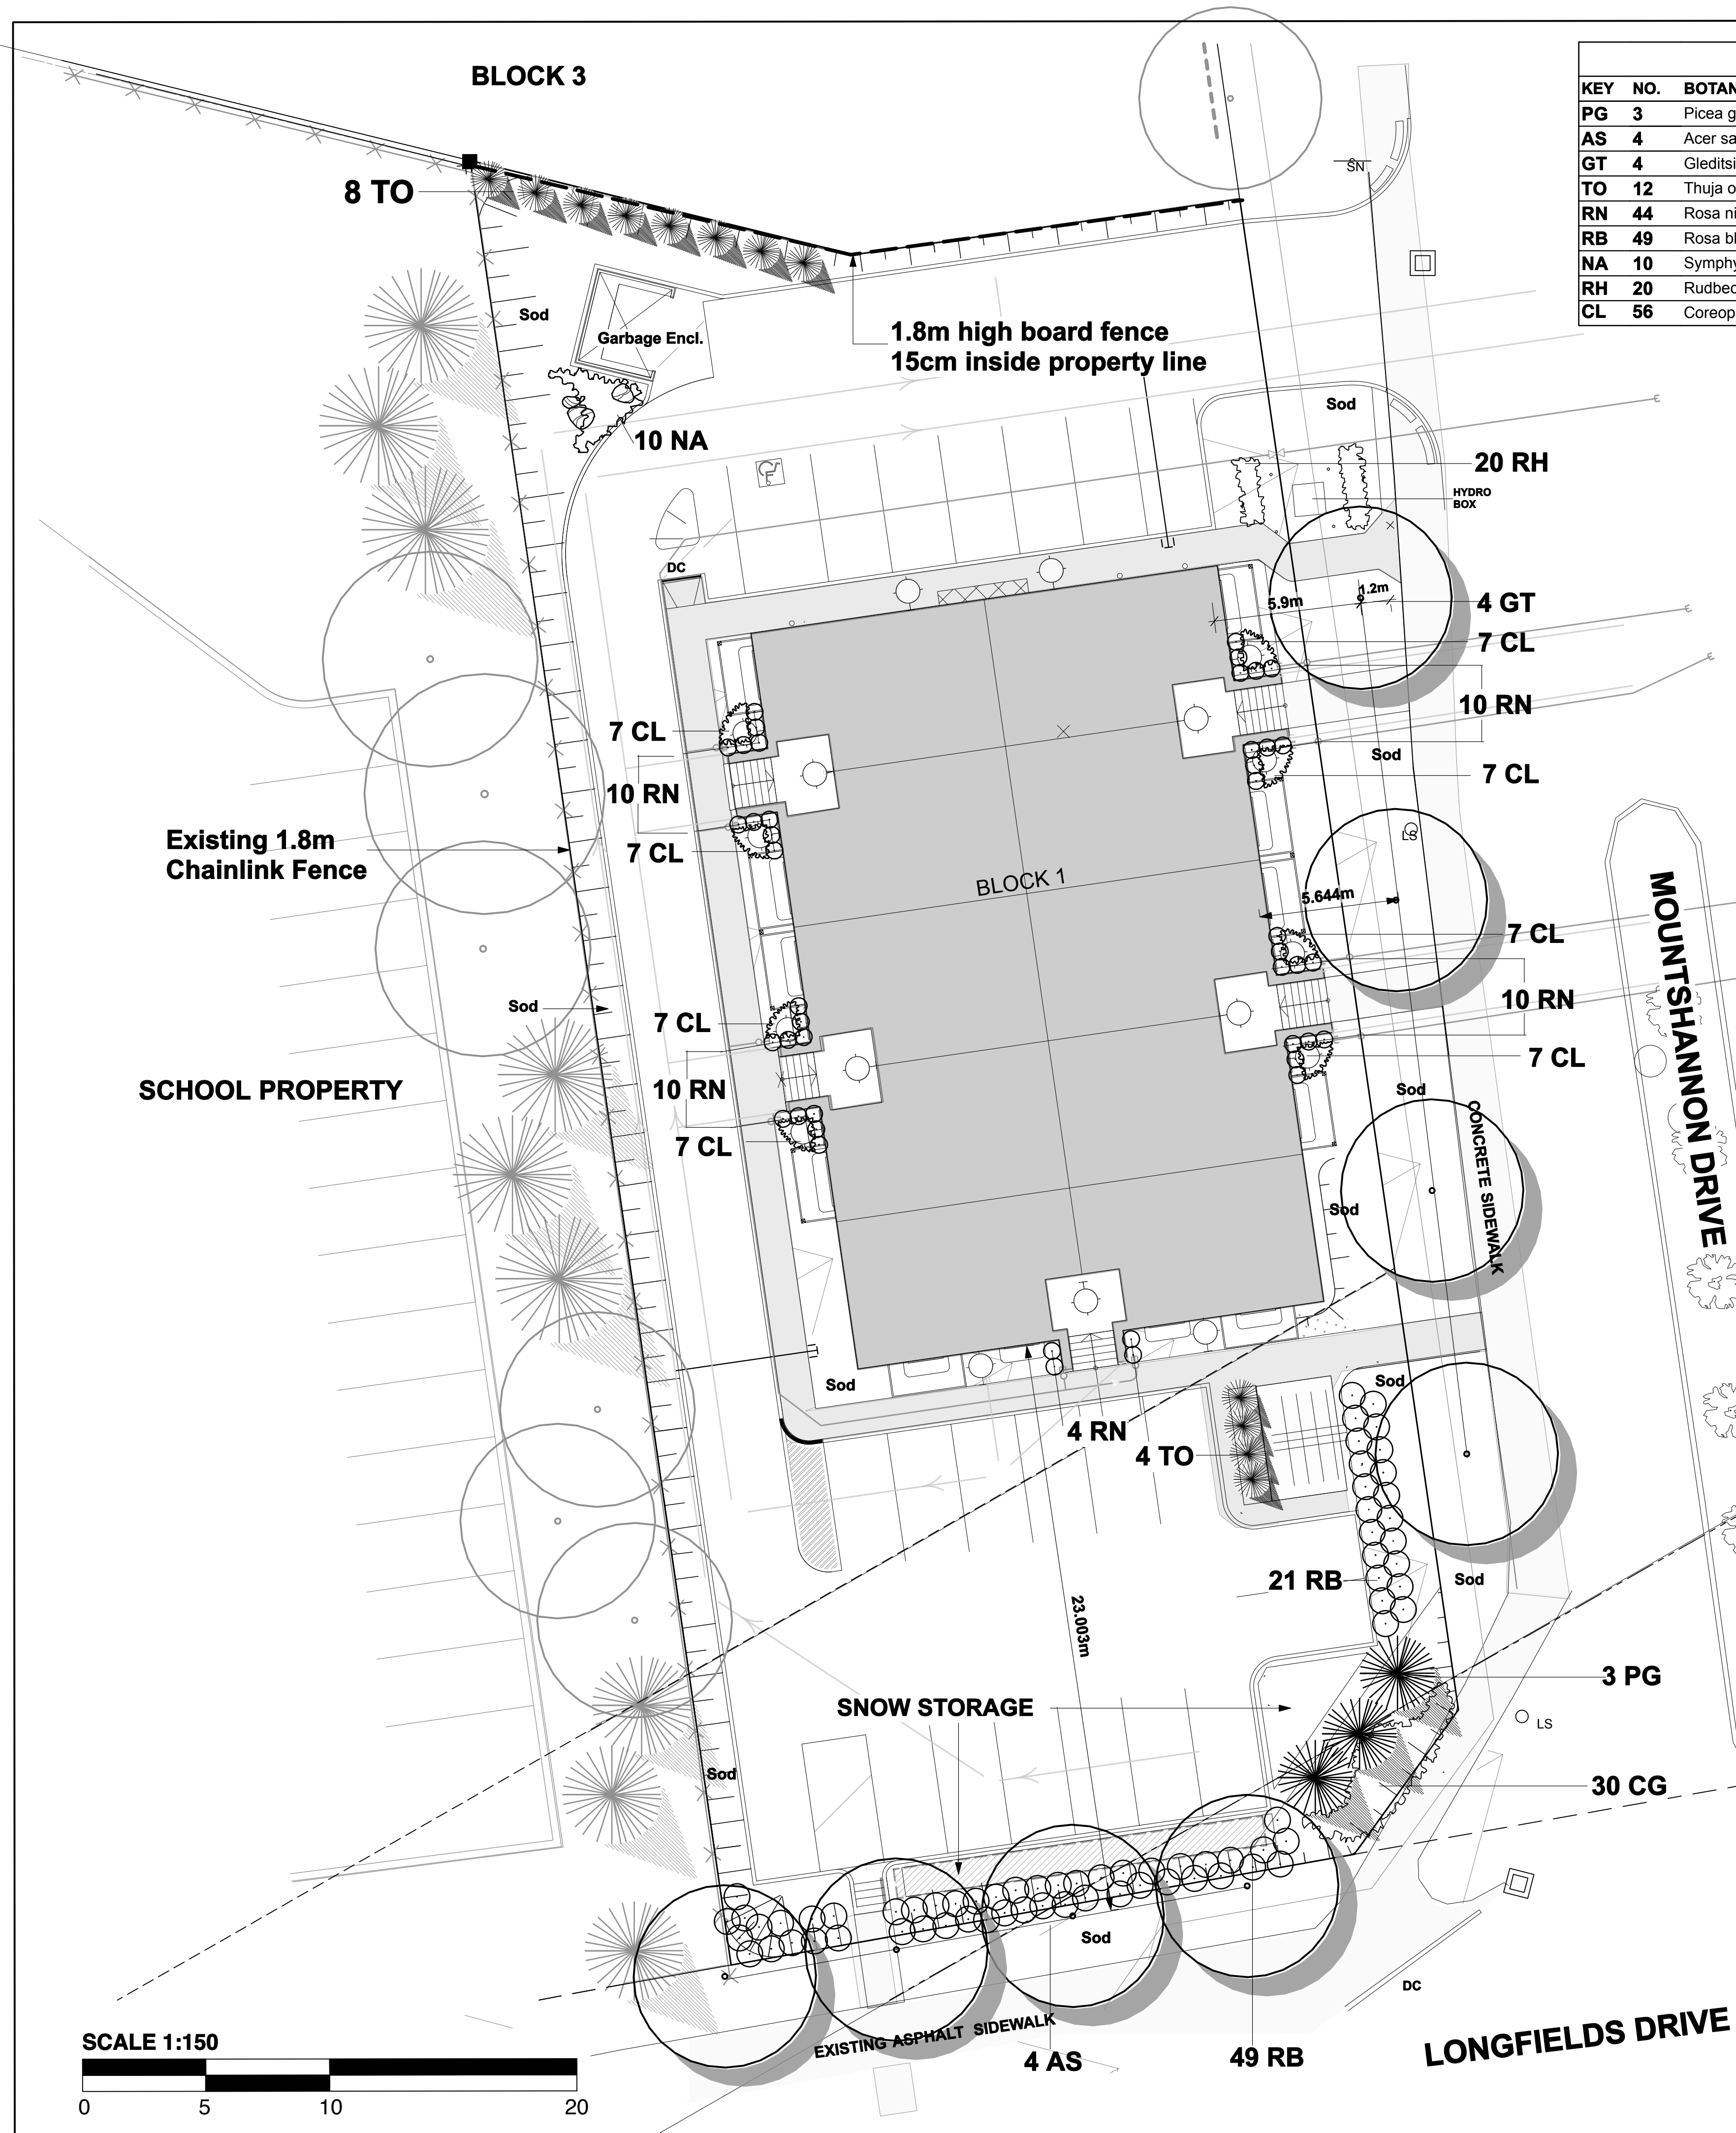 BLOCK 3
KEY NO. BOTAN
PG 3 Picea g
AS 4 Acer sa
GT 4 Gleditsi
TO 12 Thuja o
RN 44 Rosa ni
RB 49 Rosa bl
NA 10 Symphy
RH 20 Rudbec
CL 56 Coreop
8 TO
SN
Sod
Garbage Encl.
1.8m high board fence
15cm inside property line
Sod
10 NA
20 RH
HYDRO
BOX
DC
5.9m
1.2m
4 GT
7 CL
10 RN
7 CL
10 RN
Sod
7 CL
Existing 1.8m
Chainlink Fence
7 CL
LS
BLOCK 1
5.644m
7 CL
MOUNTSHANNON DRIVE
Sod
7 CL
10 RN
7 CL
SCHOOL PROPERTY
10 RN
Sod
CONCRETE SIDEWALK
7 CL
Sod
Sod
Sod
4 RN
4 TO
21 RB
Sod
23.003m
3 PG
SNOW STORAGE
LS
Sod
30 CG
Sod
DC
EXISTING ASPHALT SIDEWALK
4 AS
49 RB
LONGFIELDS DRIVE
SCALE 1:150
0 5 10 20